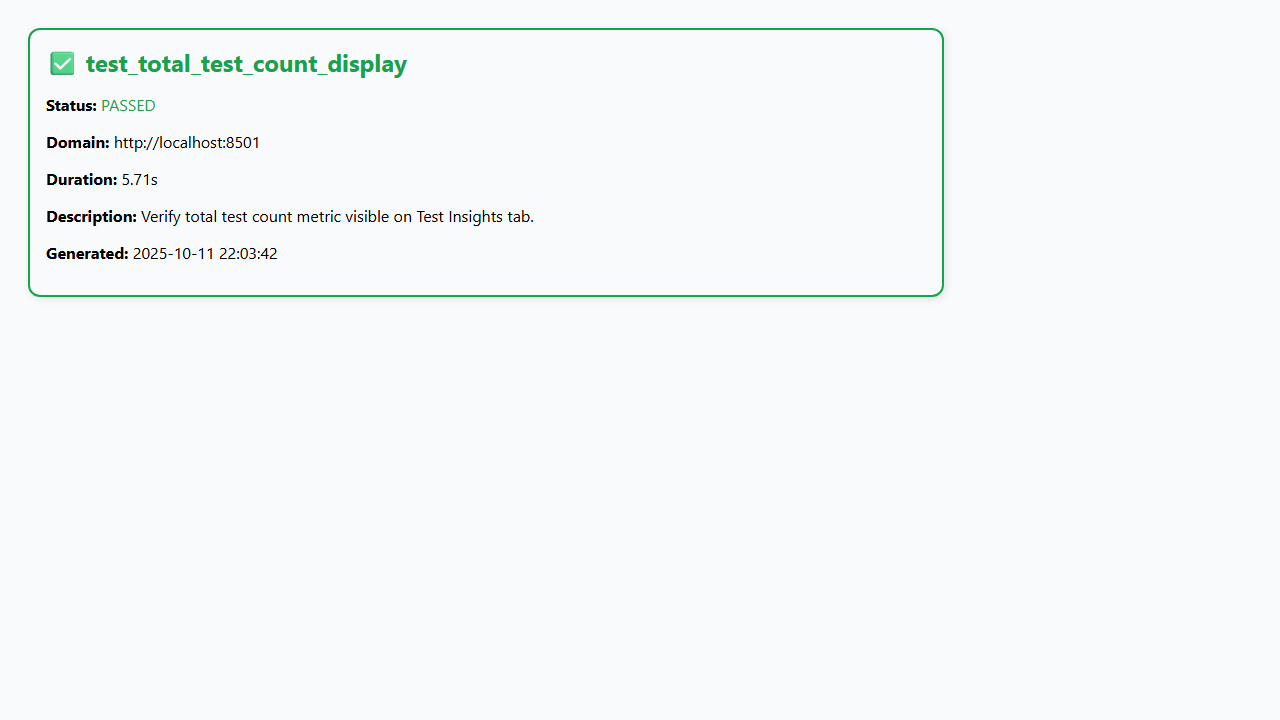 ✅ test_total_test_count_display
Status: PASSED
Domain: http://localhost:8501
Duration: 5.71s
Description: Verify total test count metric visible on Test Insights tab.
Generated: 2025-10-11 22:03:42